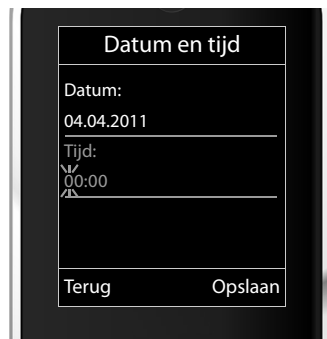 Datum en tijd
Datum:
04.04.2011
Tijd:
00:00
Terug Opslaan